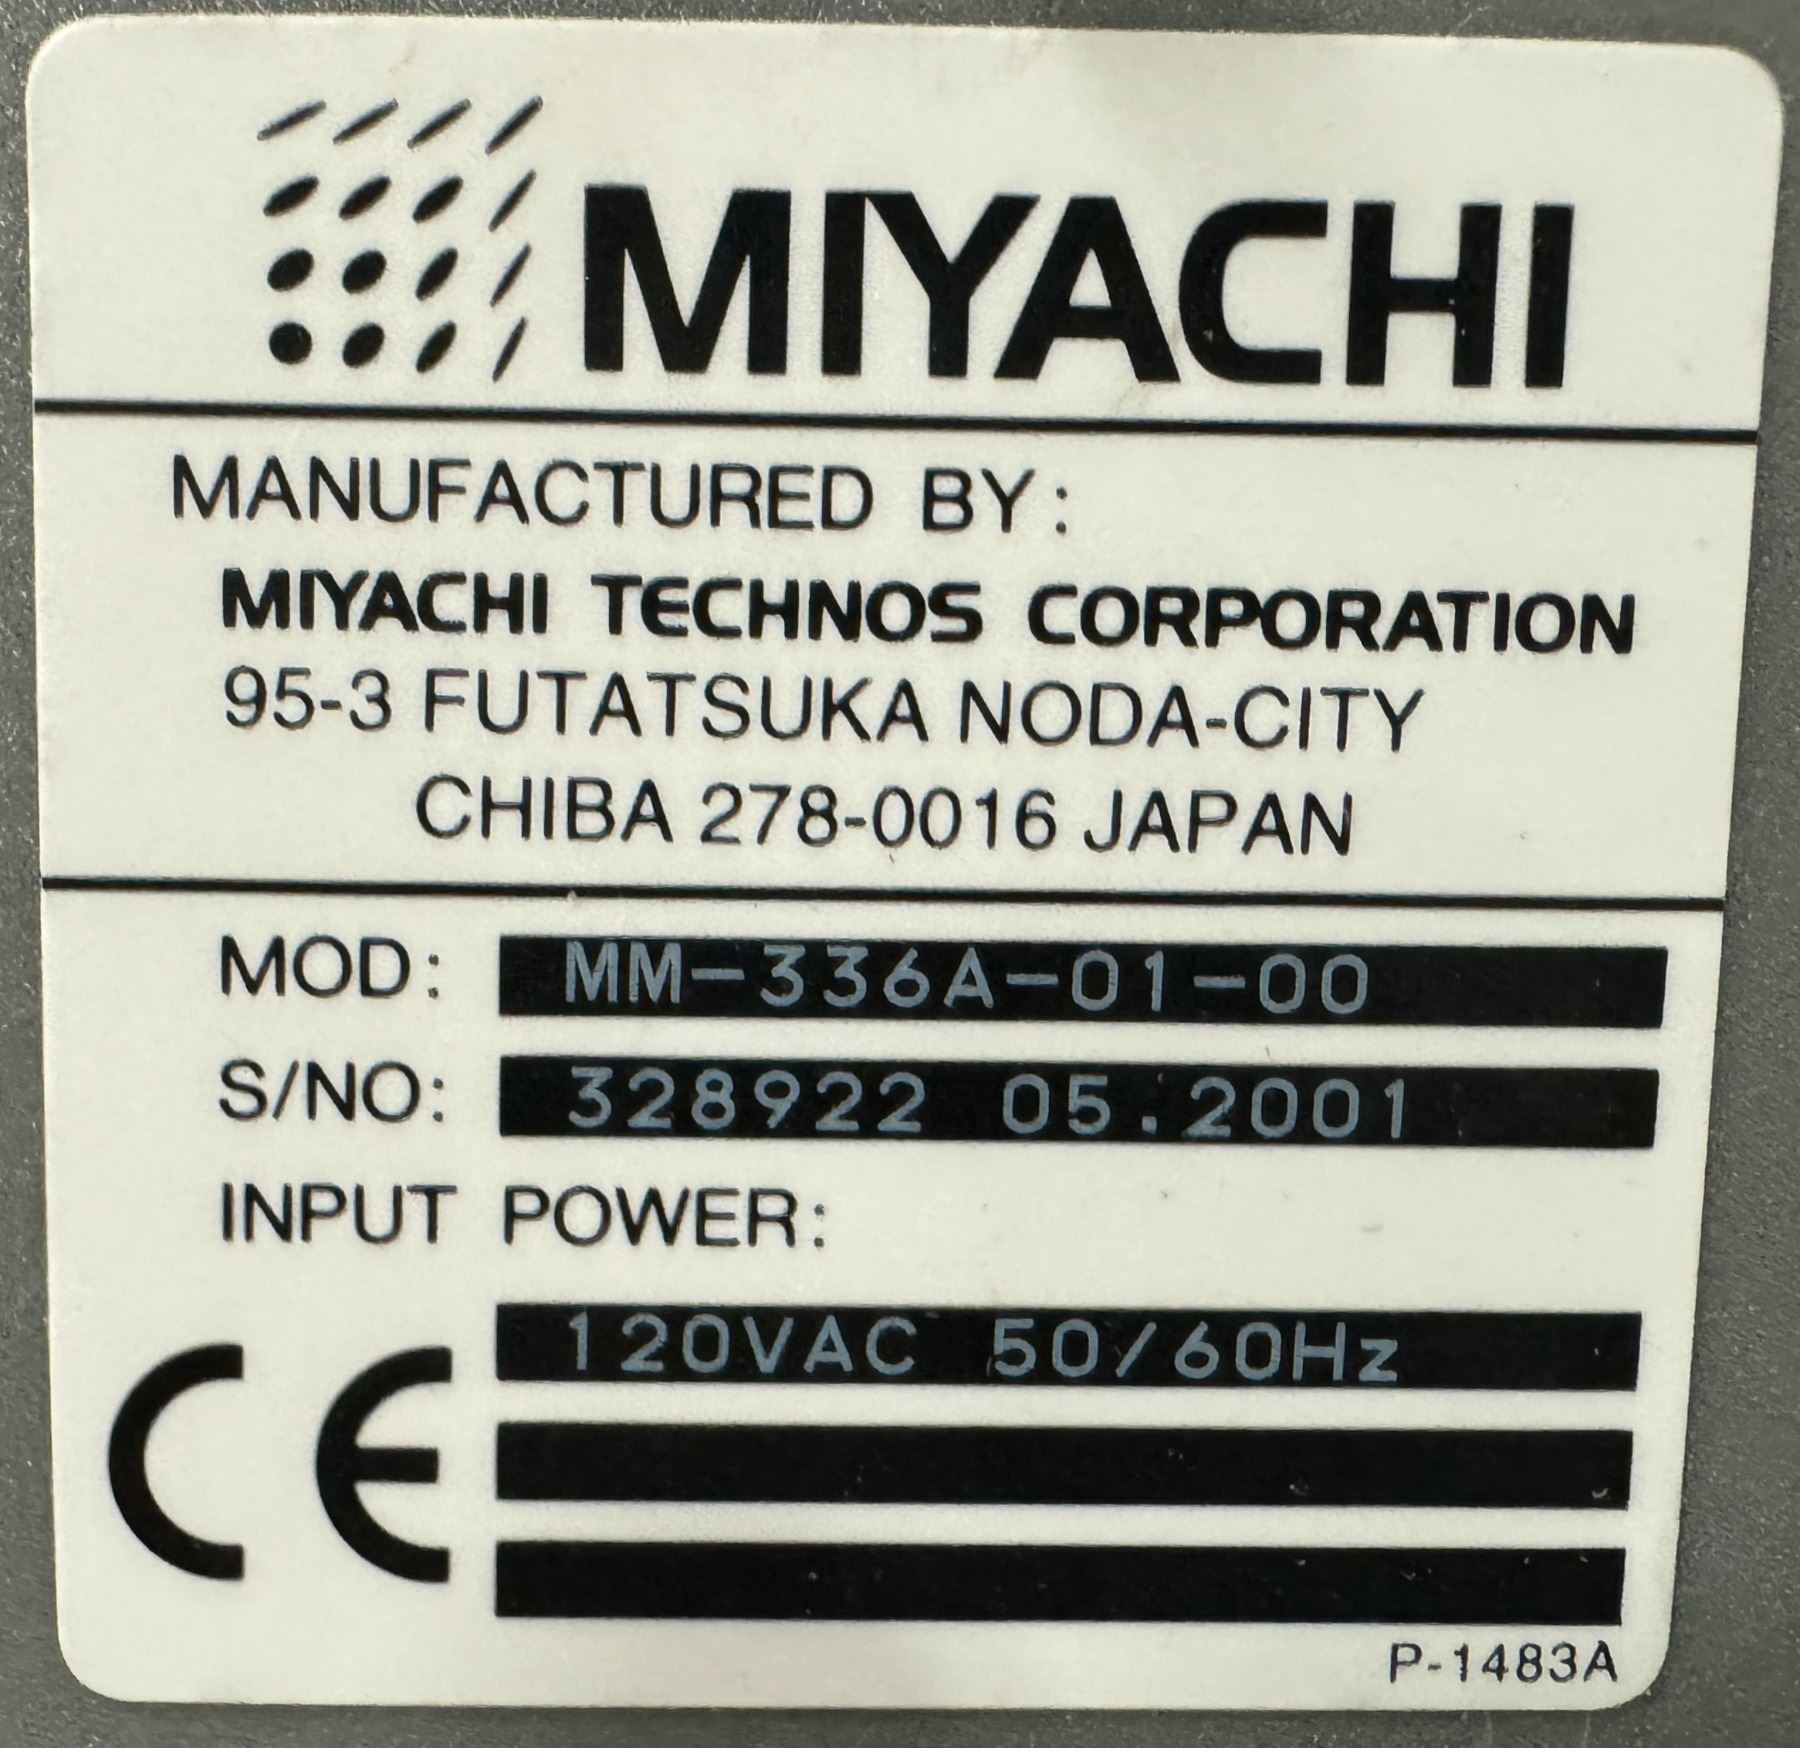 MIYACHI
MANUFACTURED BY:
MIYACHI TECHNOS CORPORATION
95-3 FUTATSUKA NODA-CITY
CHIBA 278-0016 JAPAN
MOD: MM-336A-01-00
S/NO: 328922 05.2001
INPUT POWER:
120VAC 50/60Hz
CE
P-1483A